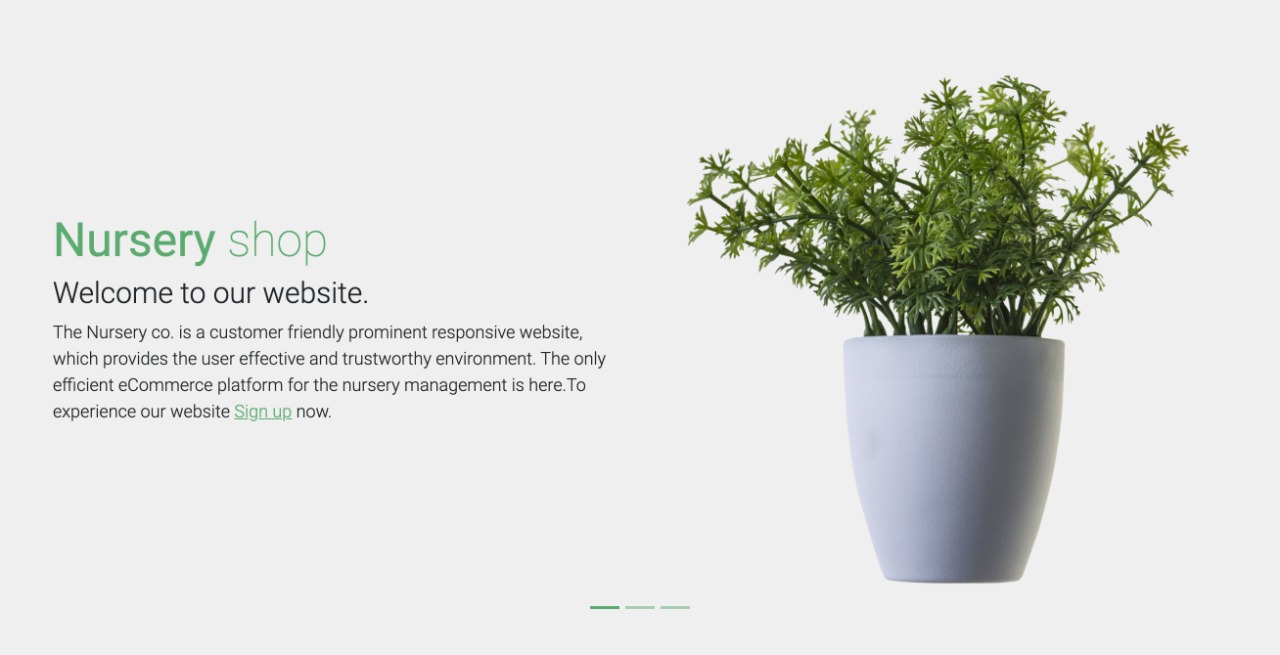 Nursery shop
Welcome to our website.
The Nursery co. is a customer friendly prominent responsive website,
which provides the user effective and trustworthy environment. The only
efficient eCommerce platform for the nursery management is here.To
experience our website Sign up now.